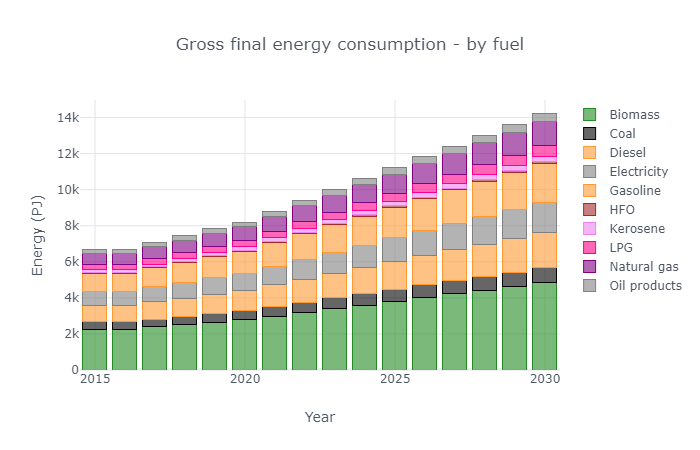 Gross final energy consumption - by fuel
Energy (PJ)
14k
12k
10k
8k
6k
4k
2k
0
2015
2020
2025
2030
Year
Biomass
Coal
Diesel
Electricity
Gasoline
HFO
Kerosene
LPG
Natural gas
Oil products